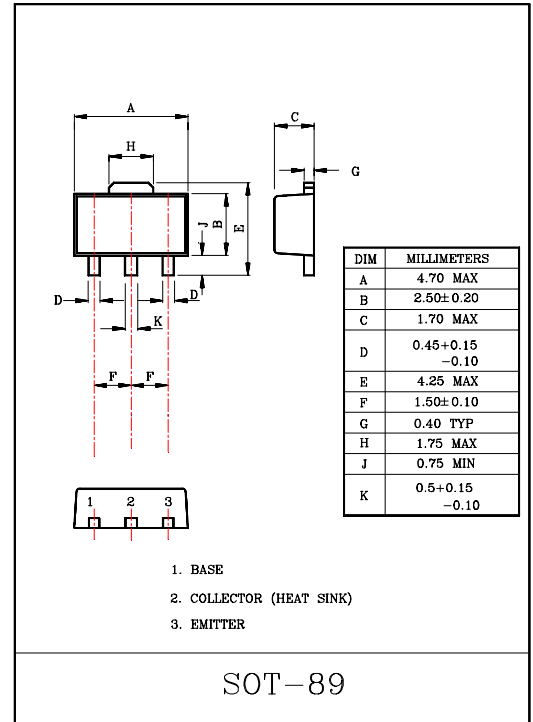 A
H
C
G
J
B
E
D
D
K
F
F
DIM MILLIMETERS
A 4.70 MAX
B 2.50±0.20
C 1.70 MAX
D 0.45+0.15
−0.10
E 4.25 MAX
F 1.50±0.10
G 0.40 TYP
H 1.75 MAX
J 0.75 MIN
K 0.5+0.15
−0.10
1 2 3
1. BASE
2. COLLECTOR (HEAT SINK)
3. EMITTER
SOT−89